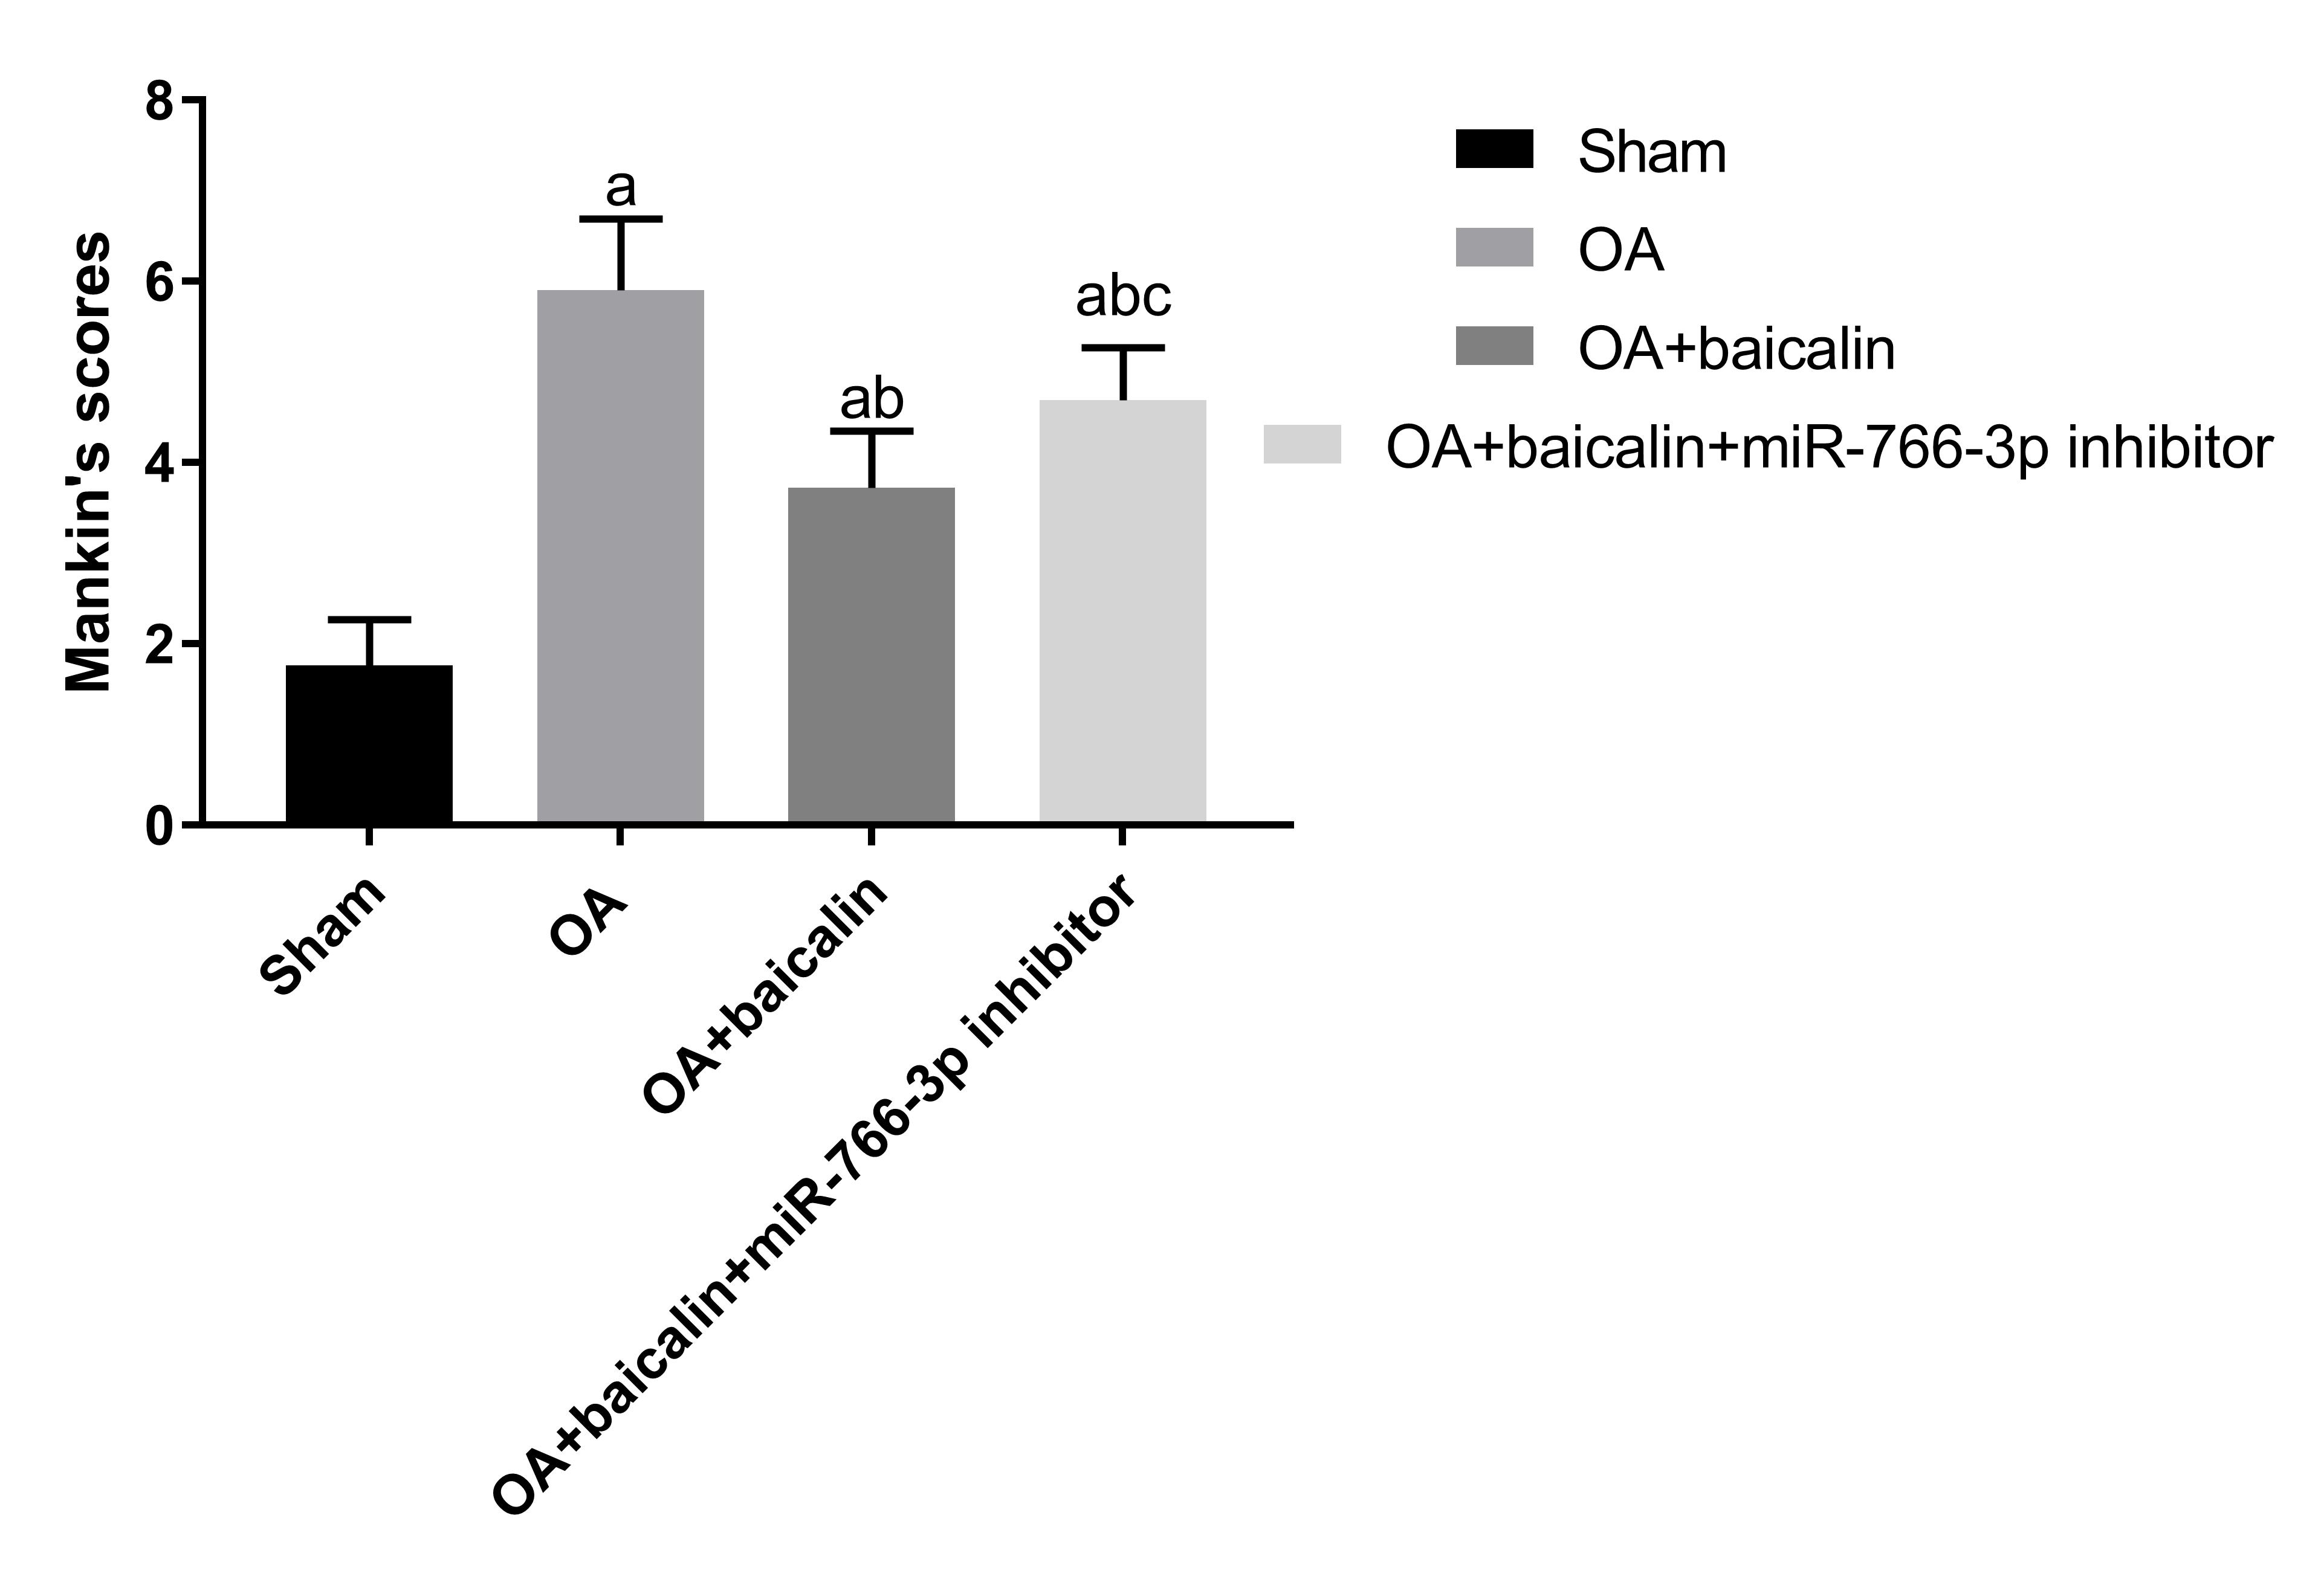 Mankin's scores
8
6
4
2
0
a
ab
abc
Sham
OA
OA+baicalin
OA+baicalin+miR-766-3p inhibitor
Sham
OA
OA+baicalin
OA+baicalin+miR-766-3p inhibitor